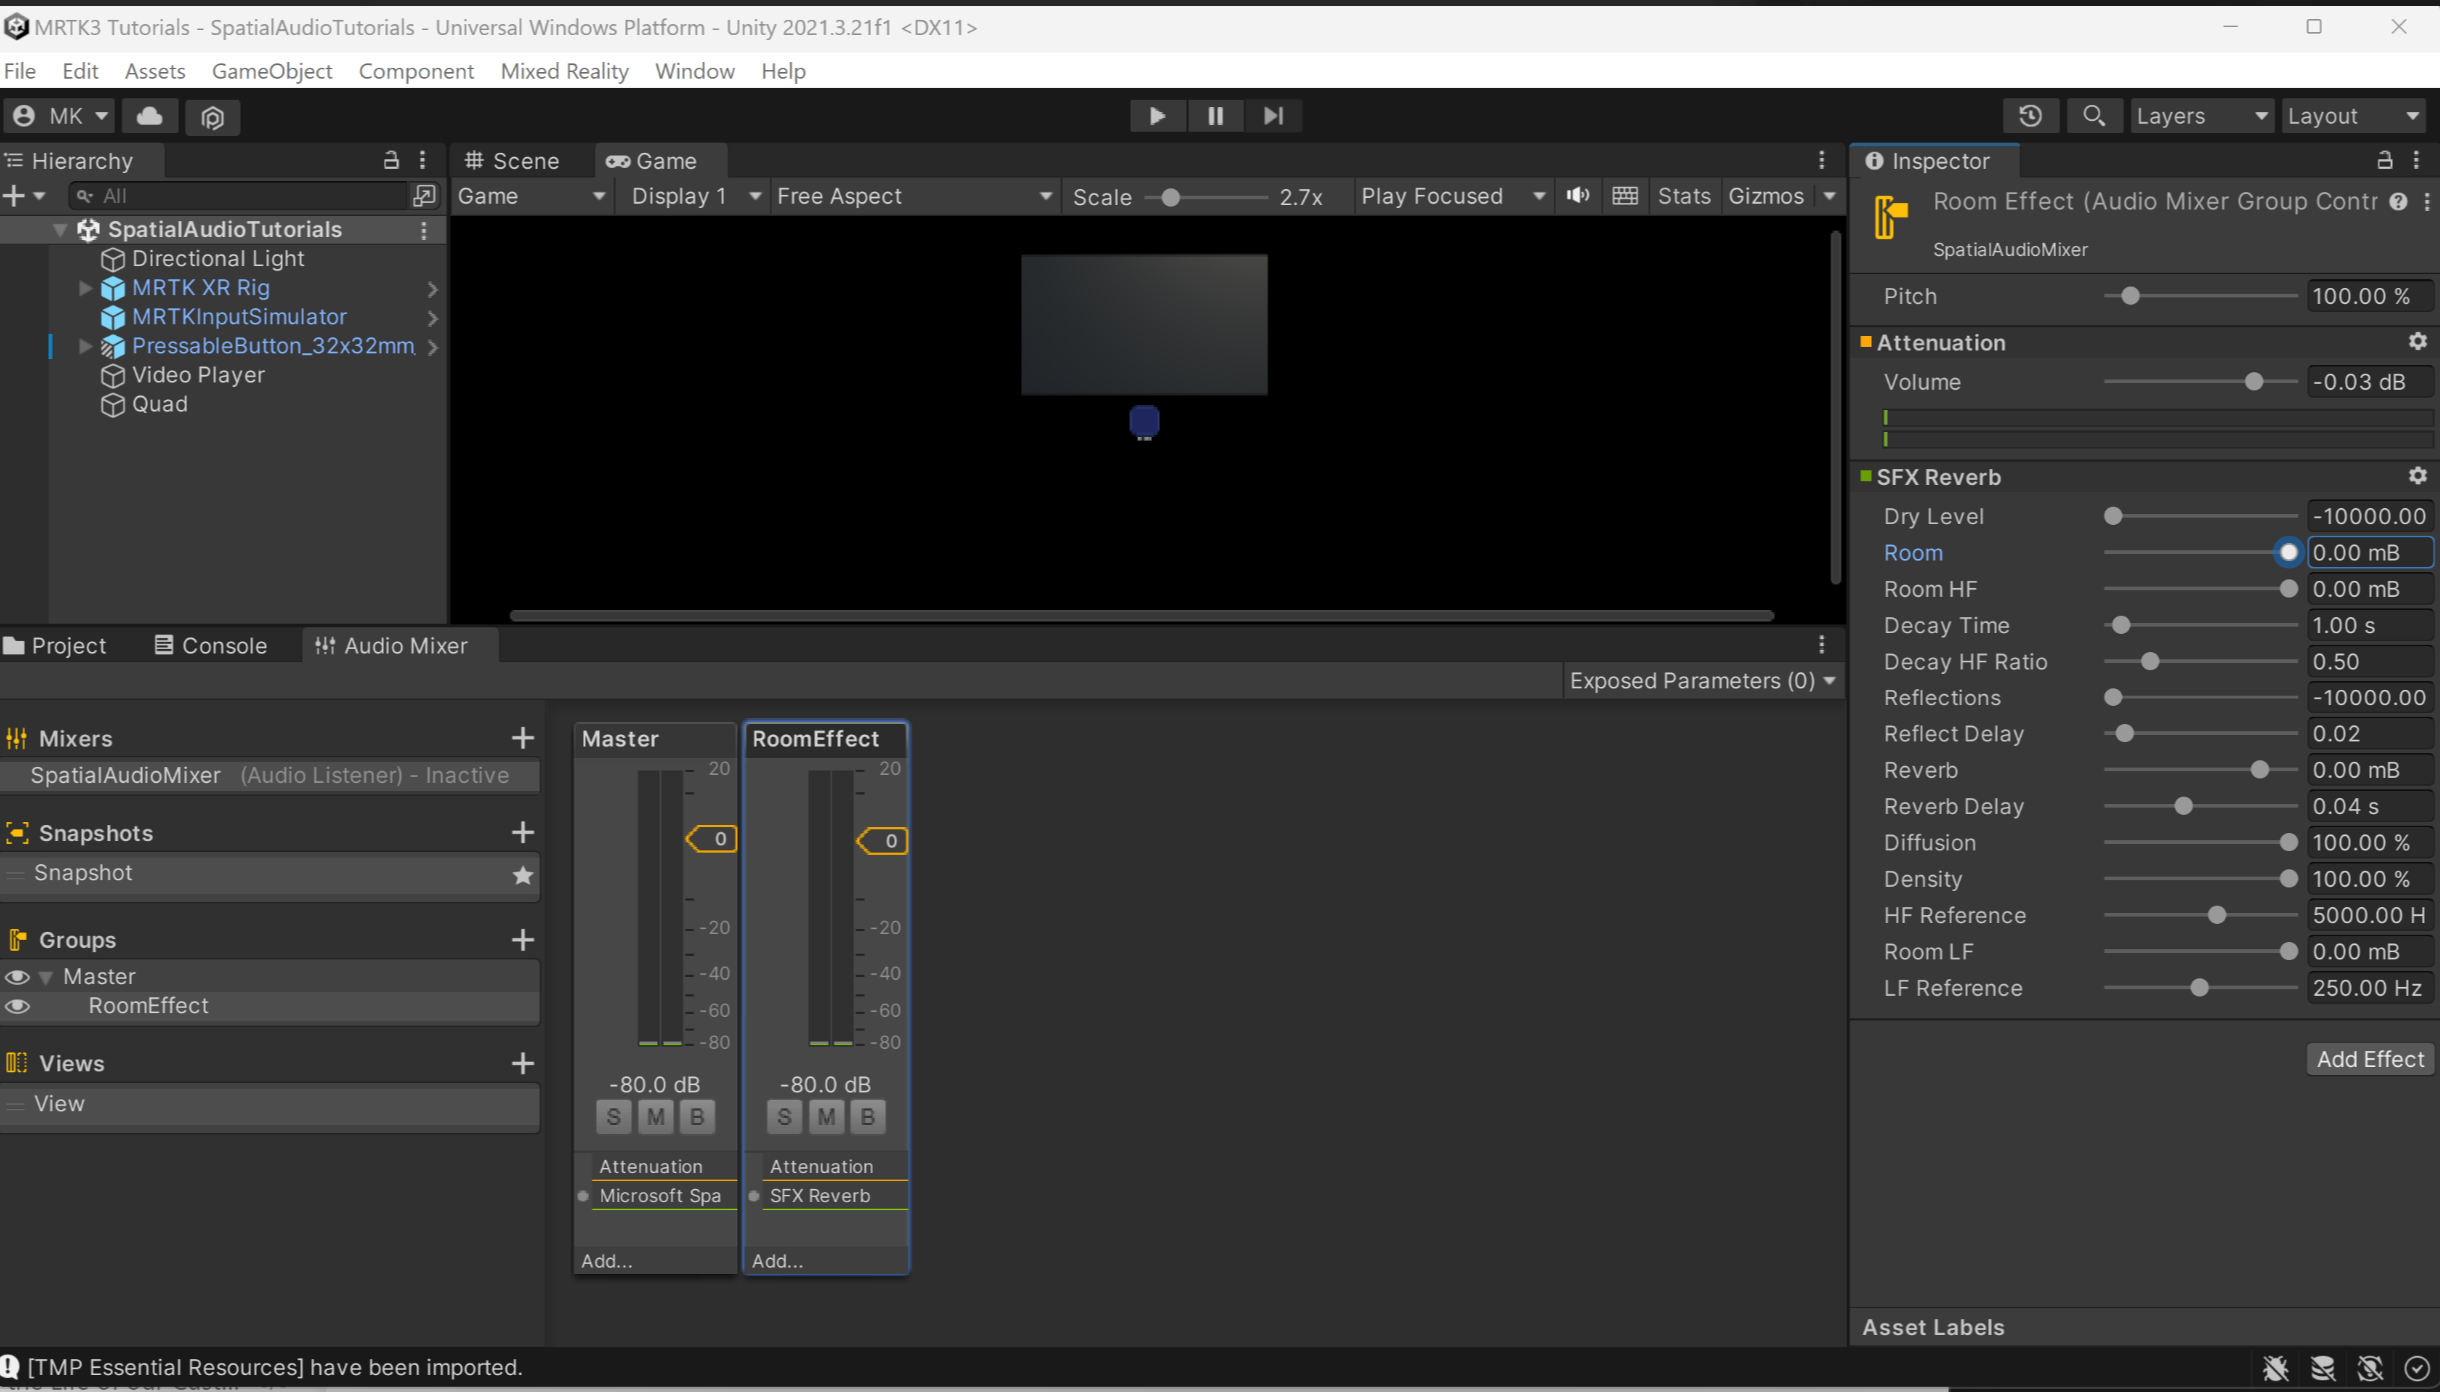 MRTK3 Tutorials - SpatialAudioTutorials - Universal Windows Platform - Unity 2021.3.21f1 <DX11>
File Edit Assets GameObject Component Mixed Reality Window Help
MK Layers Layout
Hierarchy
All
SpatialAudioTutorials
Directional Light
MRTK XR Rig
MRTKInputSimulator
PressableButton_32x32mm
Video Player
Quad
Scene Game
Game Display 1 Free Aspect Scale 2.7x Play Focused Stats Gizmos
Project Console Audio Mixer
Exposed Parameters (0)
Mixers
SpatialAudioMixer (Audio Listener) - Inactive
Snapshots
Snapshot
Groups
Master
RoomEffect
Views
View
Master
20
0
-20
-40
-60
-80
-80.0 dB
S M B
Attenuation
Microsoft Spa
Add...
RoomEffect
20
0
-20
-40
-60
-80
-80.0 dB
S M B
Attenuation
SFX Reverb
Add...
Inspector
Room Effect (Audio Mixer Group Contr
SpatialAudioMixer
Pitch 100.00 %
Attenuation
Volume -0.03 dB
SFX Reverb
Dry Level -10000.00
Room 0.00 mB
Room HF 0.00 mB
Decay Time 1.00 s
Decay HF Ratio 0.50
Reflections -10000.00
Reflect Delay 0.02
Reverb 0.00 mB
Reverb Delay 0.04 s
Diffusion 100.00 %
Density 100.00 %
HF Reference 5000.00 H
Room LF 0.00 mB
LF Reference 250.00 Hz
Add Effect
Asset Labels
[TMP Essential Resources] have been imported.